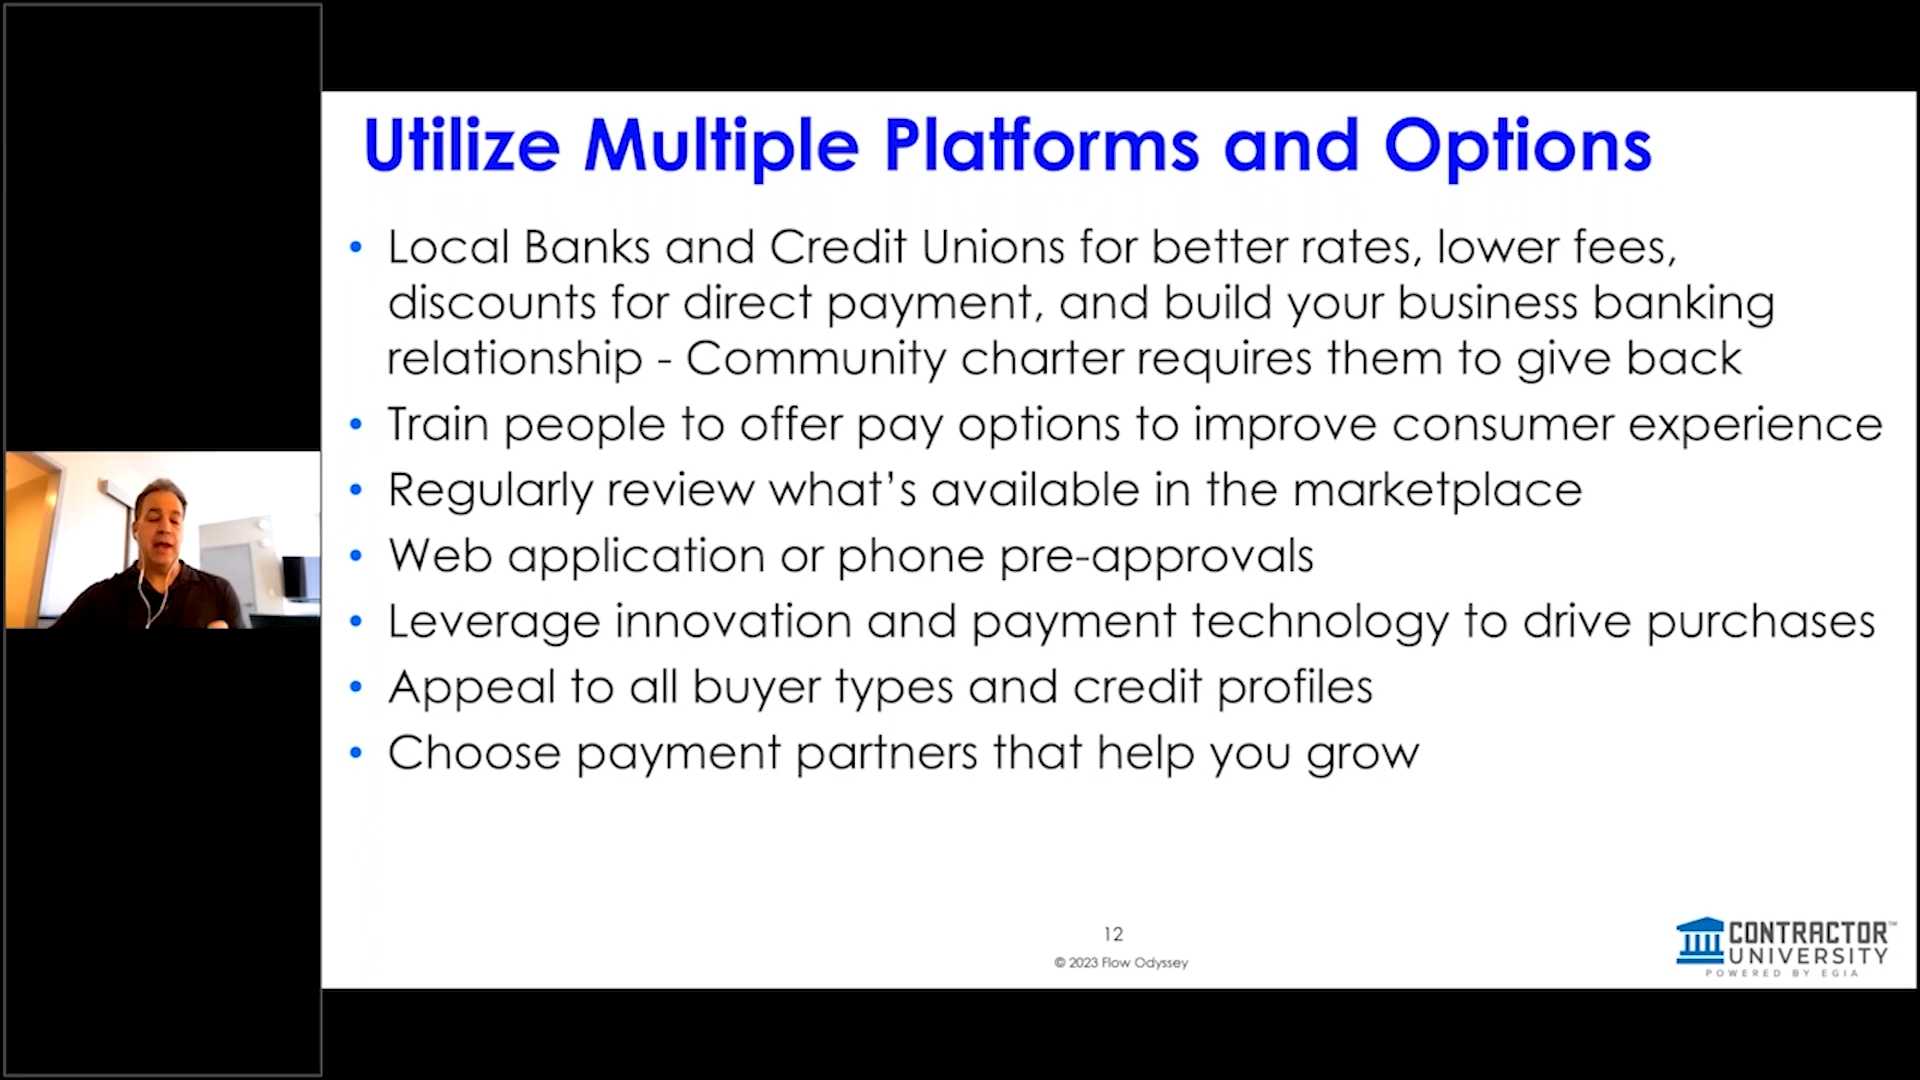 Utilize Multiple Platforms and Options
• Local Banks and Credit Unions for better rates, lower fees,
discounts for direct payment, and build your business banking
relationship - Community charter requires them to give back
• Train people to offer pay options to improve consumer experience
• Regularly review what’s available in the marketplace
• Web application or phone pre-approvals
• Leverage innovation and payment technology to drive purchases
• Appeal to all buyer types and credit profiles
• Choose payment partners that help you grow
12
© 2023 Flow Odyssey
CONTRACTOR™
UNIVERSITY
POWERED BY EGIA